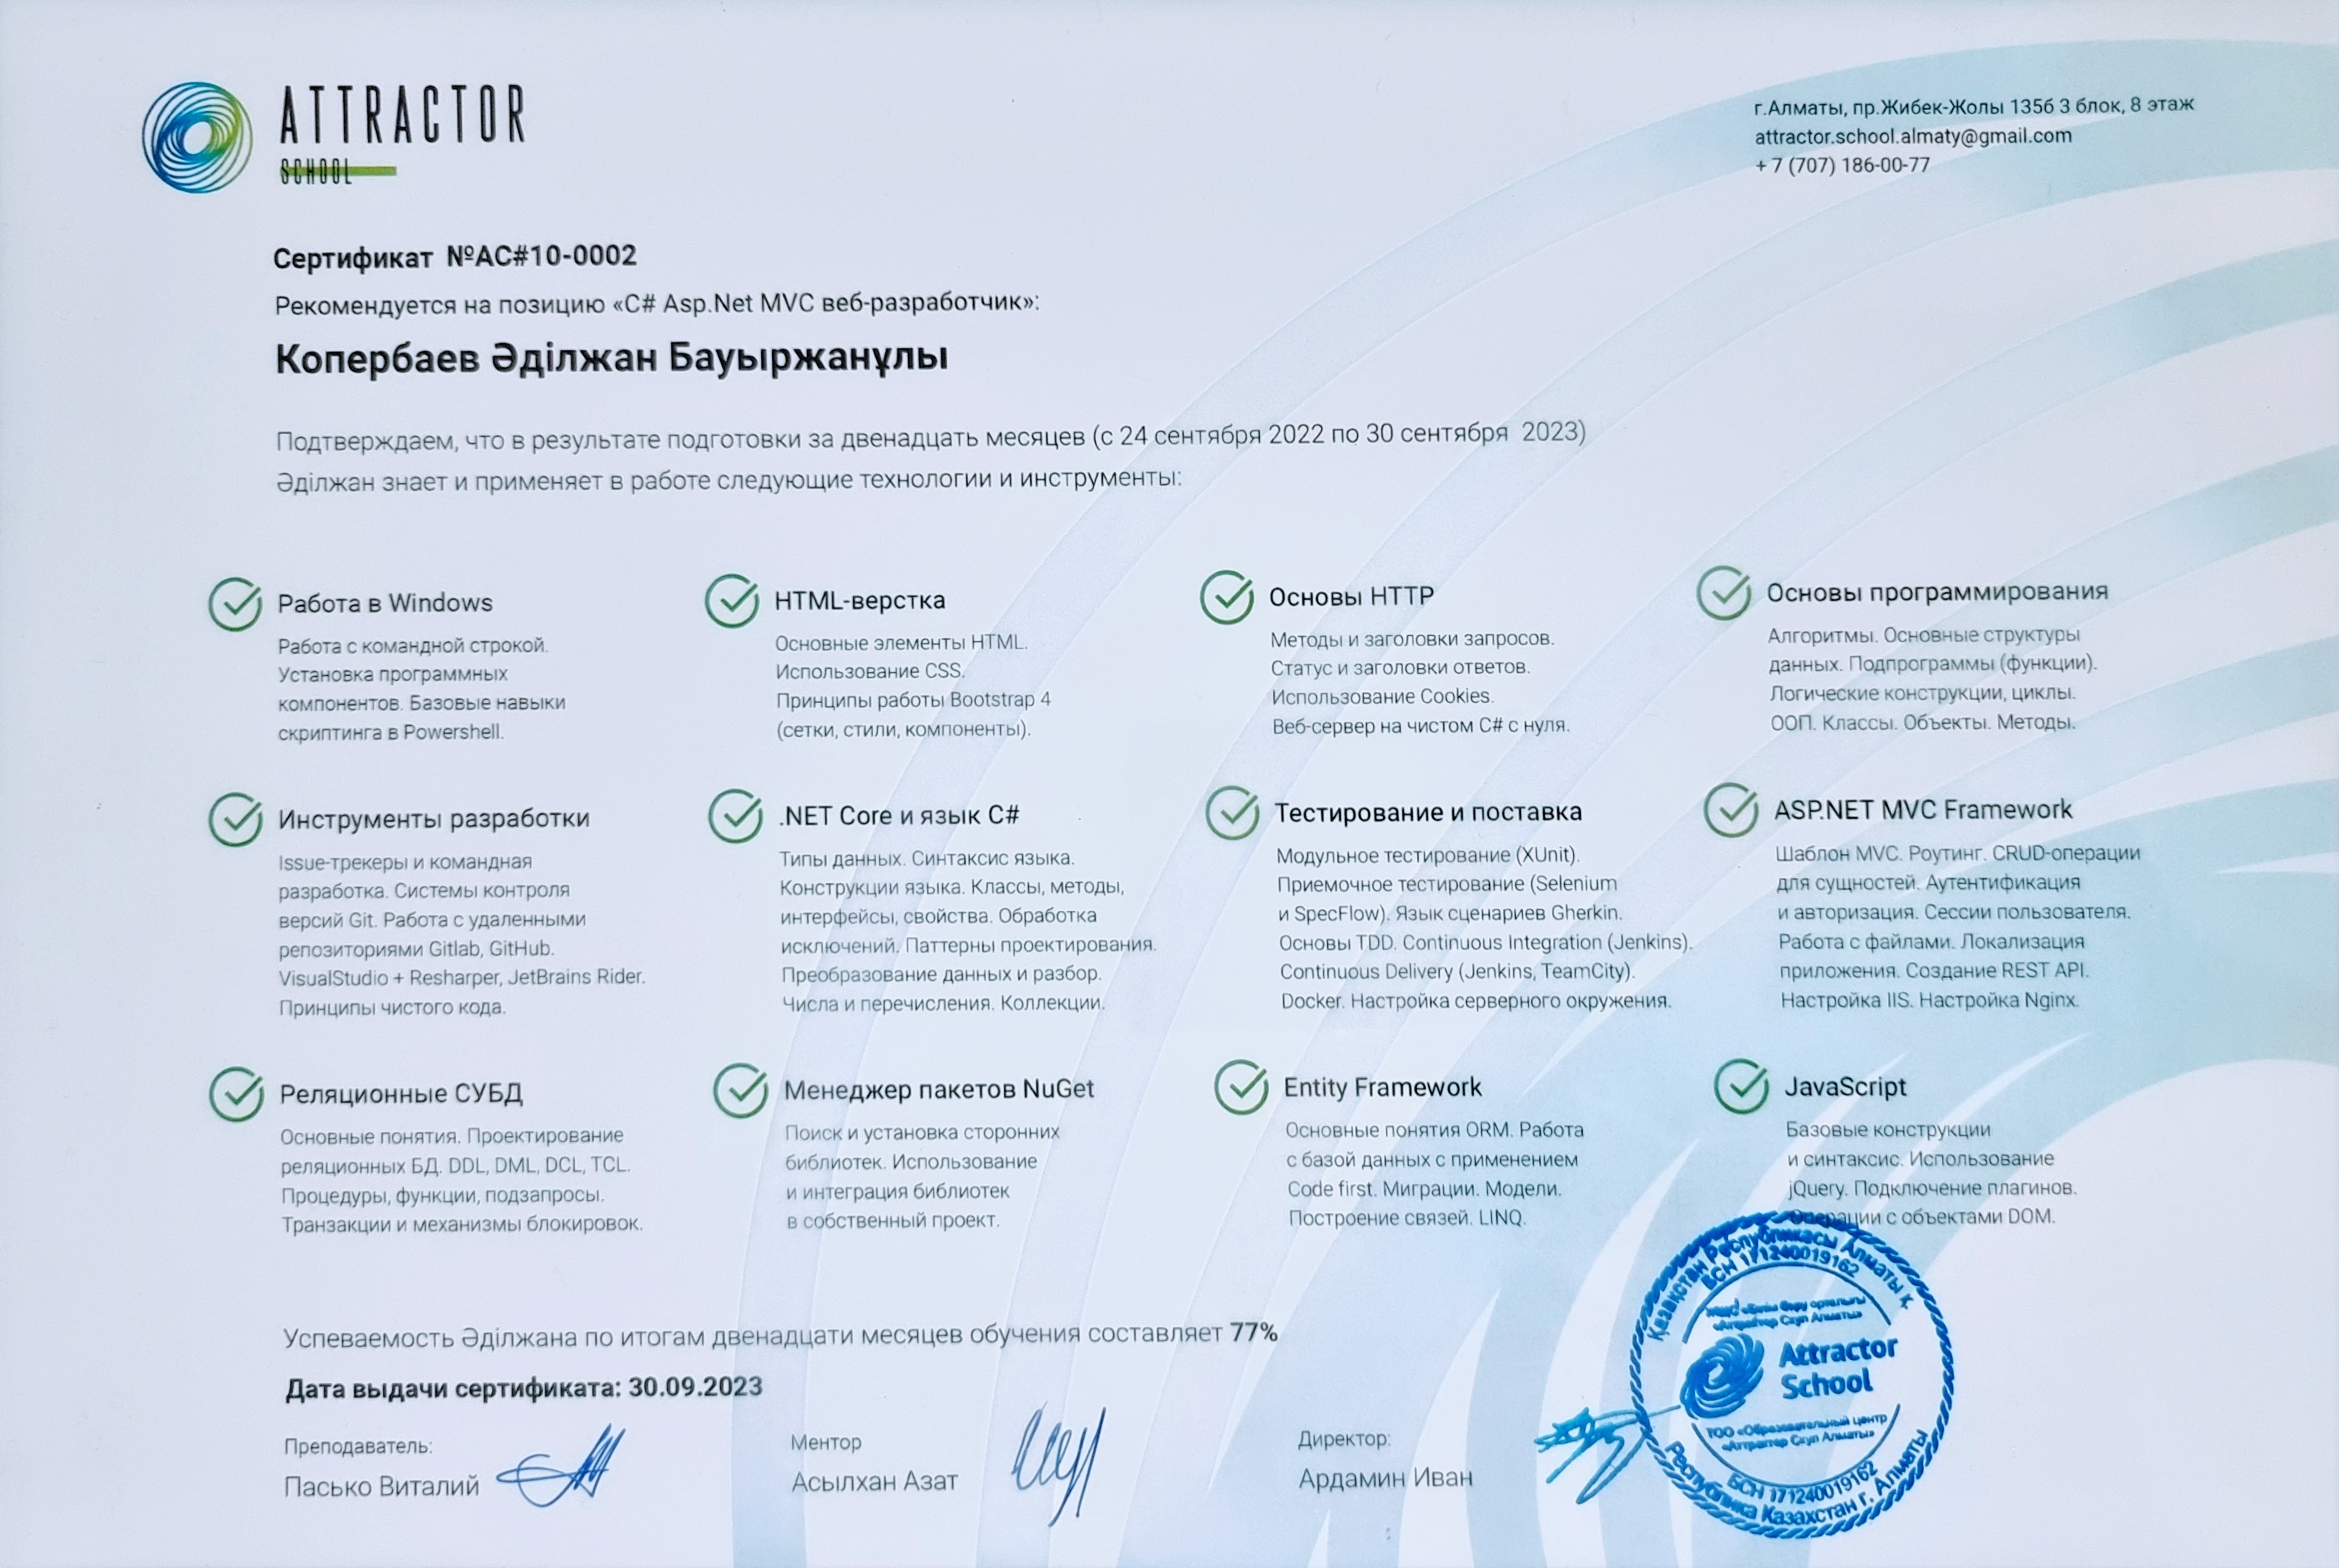 ATTRACTOR
SCHOOL
г.Алматы, пр.Жибек-Жолы 135б 3 блок, 8 этаж
attractor.school.almaty@gmail.com
+ 7 (707) 186-00-77
Сертификат №AC#10-0002
Рекомендуется на позицию «C# Asp.Net MVC веб-разработчик»:
Копербаев Әділжан Бауыржанұлы
Подтверждаем, что в результате подготовки за двенадцать месяцев (с 24 сентября 2022 по 30 сентября 2023)
Әділжан знает и применяет в работе следующие технологии и инструменты:
Работа в Windows
Работа с командной строкой.
Установка программных
компонентов. Базовые навыки
скриптинга в Powershell.
HTML-верстка
Основные элементы HTML.
Использование CSS.
Принципы работы Bootstrap 4
(сетки, стили, компоненты).
Основы HTTP
Методы и заголовки запросов.
Статус и заголовки ответов.
Использование Cookies.
Веб-сервер на чистом C# с нуля.
Основы программирования
Алгоритмы. Основные структуры
данных. Подпрограммы (функции).
Логические конструкции, циклы.
ООП. Классы. Объекты. Методы.
Инструменты разработки
Issue-трекеры и командная
разработка. Системы контроля
версий Git. Работа с удаленными
репозиториями Gitlab, GitHub.
VisualStudio + Resharper, JetBrains Rider.
Принципы чистого кода.
.NET Core и язык C#
Типы данных. Синтаксис языка.
Конструкции языка. Классы, методы,
интерфейсы, свойства. Обработка
исключений. Паттерны проектирования.
Преобразование данных и разбор.
Числа и перечисления. Коллекции.
Тестирование и поставка
Модульное тестирование (XUnit).
Приемочное тестирование (Selenium
и SpecFlow). Язык сценариев Gherkin.
Основы TDD. Continuous Integration (Jenkins).
Continuous Delivery (Jenkins, TeamCity).
Docker. Настройка серверного окружения.
ASP.NET MVC Framework
Шаблон MVC. Роутинг. CRUD-операции
для сущностей. Аутентификация
и авторизация. Сессии пользователя.
Работа с файлами. Локализация
приложения. Создание REST API.
Настройка IIS. Настройка Nginx.
Реляционные СУБД
Основные понятия. Проектирование
реляционных БД. DDL, DML, DCL, TCL.
Процедуры, функции, подзапросы.
Транзакции и механизмы блокировок.
Менеджер пакетов NuGet
Поиск и установка сторонних
библиотек. Использование
и интеграция библиотек
в собственный проект.
Entity Framework
Основные понятия ORM. Работа
с базой данных с применением
Code first. Миграции. Модели.
Построение связей. LINQ.
JavaScript
Базовые конструкции
и синтаксис. Использование
jQuery. Подключение плагинов.
Операции с объектами DOM.
Успеваемость Әділжана по итогам двенадцати месяцев обучения составляет 77%
Дата выдачи сертификата: 30.09.2023
Преподаватель:
Пасько Виталий
Ментор
Асылхан Азат
Директор:
Ардамин Иван
Қазақстан Республикасы Алматы қ.
БСН 171240019162
«Білім беру орталығы
«Аттрактор Скул Алматы»
Attractor
School
ТОО «Образовательный центр
«Аттрактор Скул Алматы»
БСН 171240019162
Республика Казахстан г. Алматы